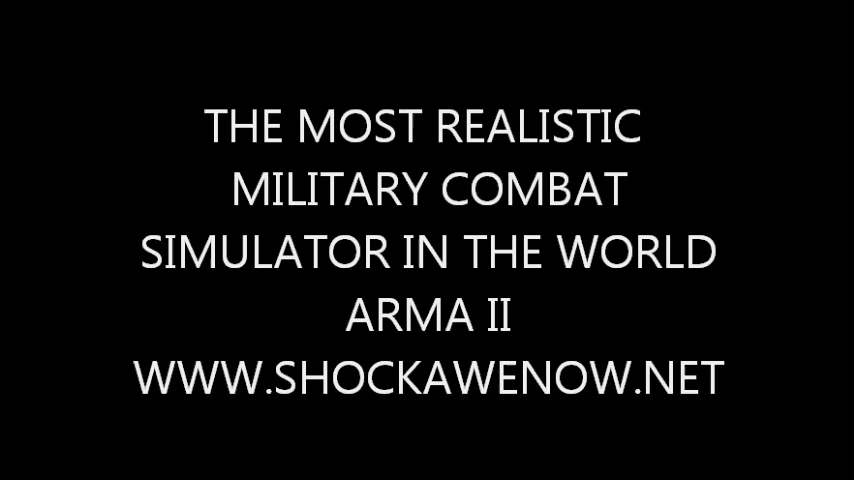 THE MOST REALISTIC
MILITARY COMBAT
SIMULATOR IN THE WORLD
ARMA II
WWW.SHOCKAWENOW.NET